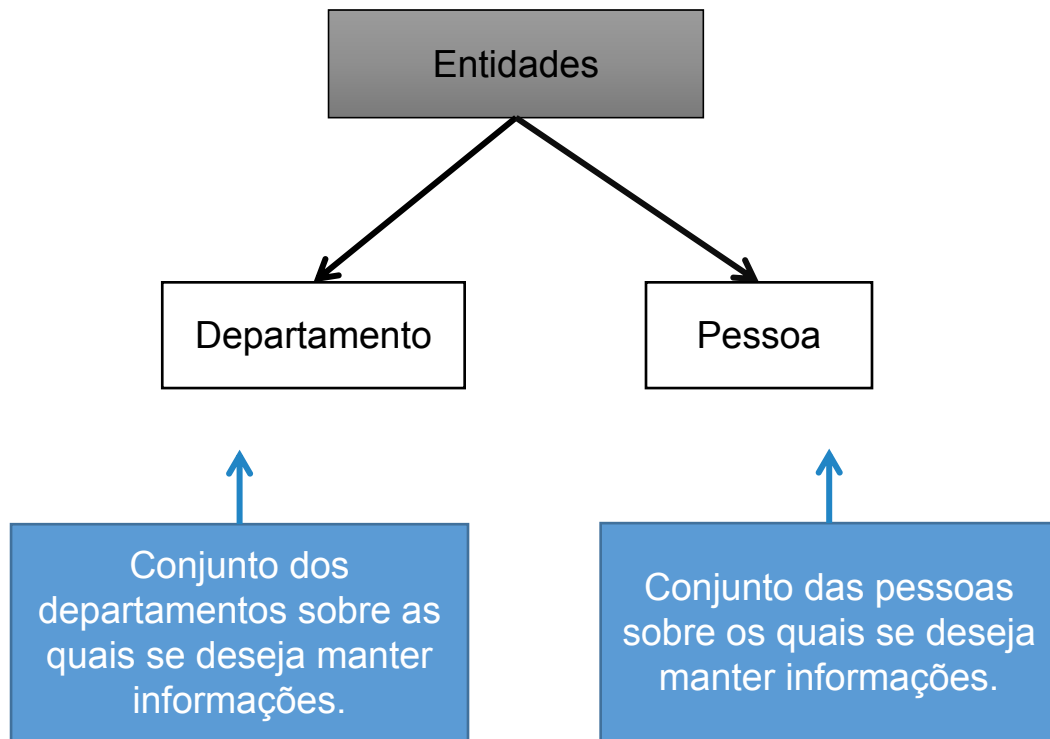 Entidades
Departamento
Pessoa
Conjunto dos
departamentos sobre as
quais se deseja manter
informações.
Conjunto das pessoas
sobre os quais se deseja
manter informações.